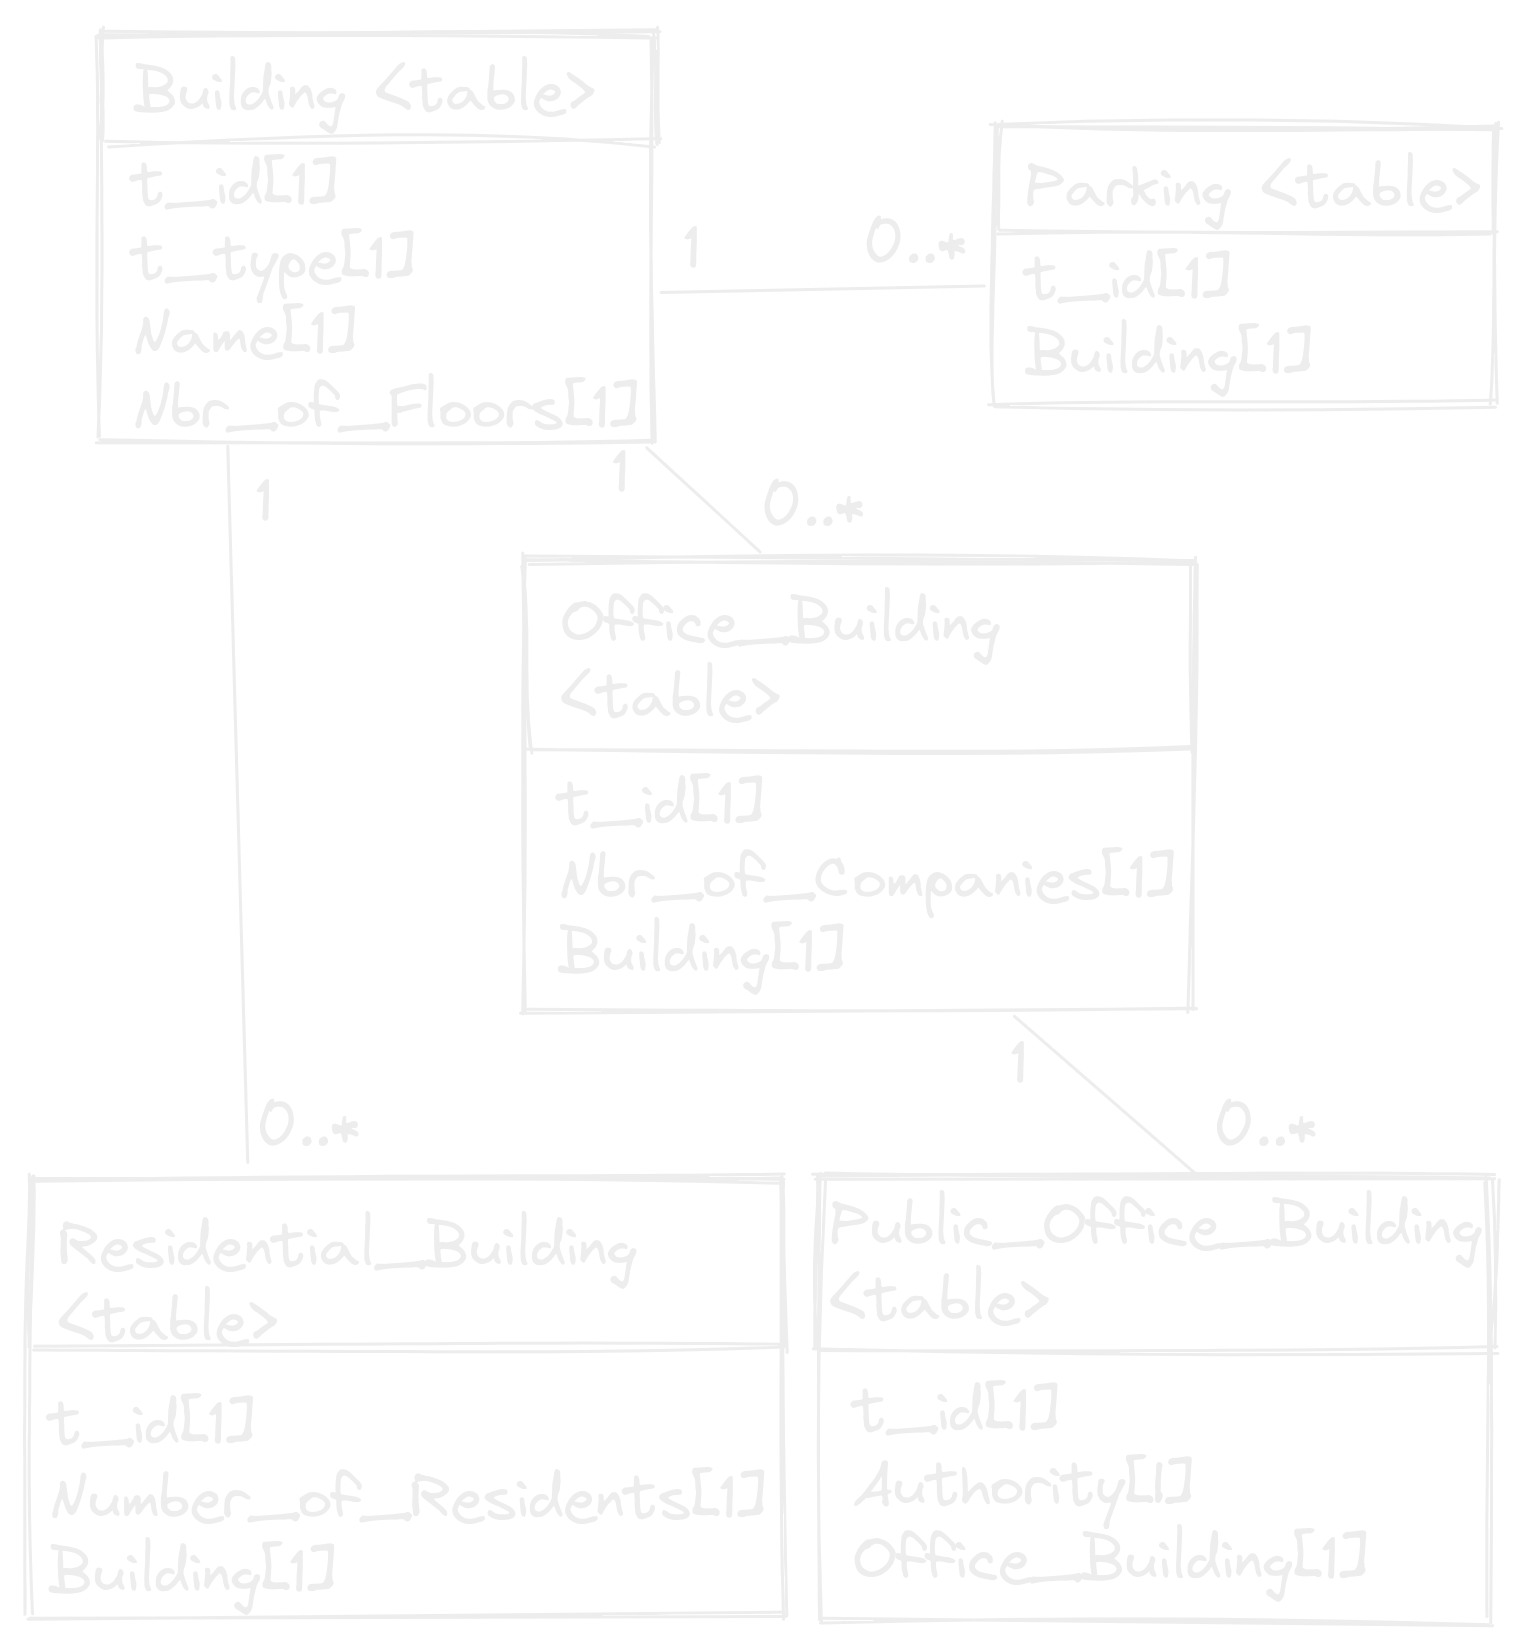 Building <table>
t_id[1]
t_type[1]
Name[1]
Nbr_of_Floors[1]
1
0..*
Parking <table>
t_id[1]
Building[1]
1
1
0..*
Office_Building
<table>
t_id[1]
Nbr_of_Companies[1]
Building[1]
1
0..*
0..*
Residential_Building
<table>
t_id[1]
Number_of_Residents[1]
Building[1]
Public_Office_Building
<table>
t_id[1]
Authority[1]
Office_Building[1]